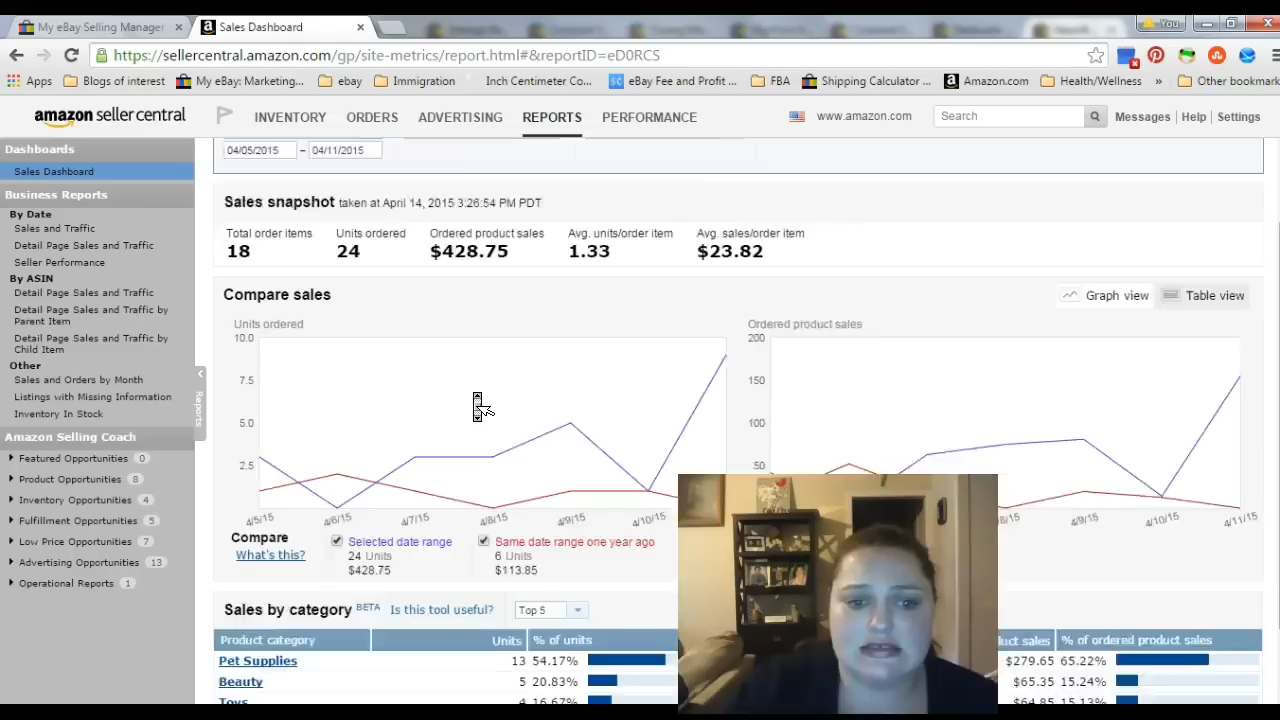 My eBay Selling Manager
Sales Dashboard
You
https://sellercentral.amazon.com/gp/site-metrics/report.html#&reportID=eD0RCS
Apps Blogs of interest My eBay: Marketing... ebay Immigration Inch Centimeter Co... eBay Fee and Profit ... FBA Shipping Calculator ... Amazon.com Health/Wellness » Other bookmark
amazon seller central INVENTORY ORDERS ADVERTISING REPORTS PERFORMANCE www.amazon.com Search Messages | Help | Settings
Dashboards
Sales Dashboard
Business Reports
By Date
Sales and Traffic
Detail Page Sales and Traffic
Seller Performance
By ASIN
Detail Page Sales and Traffic
Detail Page Sales and Traffic by
Parent Item
Detail Page Sales and Traffic by
Child Item
Other
Sales and Orders by Month
Listings with Missing Information
Inventory In Stock
Amazon Selling Coach
Featured Opportunities 0
Product Opportunities 8
Inventory Opportunities 4
Fulfillment Opportunities 5
Low Price Opportunities 7
Advertising Opportunities 13
Operational Reports 1
Reports
04/05/2015 – 04/11/2015
Sales snapshot taken at April 14, 2015 3:26:54 PM PDT
Total order items Units ordered Ordered product sales Avg. units/order item Avg. sales/order item
18 24 $428.75 1.33 $23.82
Compare sales
Graph view Table view
Units ordered
10.0
7.5
5.0
2.5
4/5/15 4/6/15 4/7/15 4/8/15 4/9/15 4/10/15
Ordered product sales
200
150
100
50
8/15 4/9/15 4/10/15 4/11/15
Compare
What's this?
Selected date range
24 Units
$428.75
Same date range one year ago
6 Units
$113.85
Sales by category BETA Is this tool useful? Top 5
Product category Units % of units uct sales % of ordered product sales
Pet Supplies 13 54.17% $279.65 65.22%
Beauty 5 20.83% $65.35 15.24%
Toys 4 16.67% $64.85 15.13%